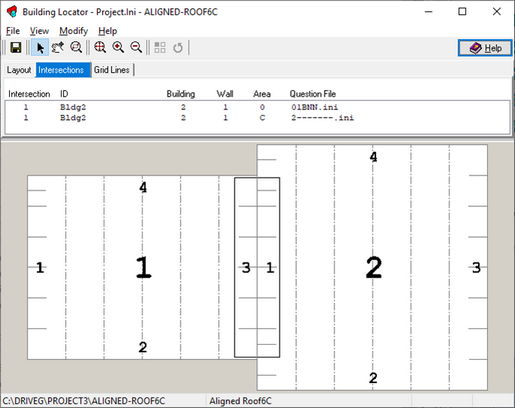 Building Locator - Project.Ini - ALIGNED-ROOF6C
File View Modify Help
Help
Layout Intersections Grid Lines
Intersection ID Building Wall Area Question File
1 Bldg2 2 1 0 01BNN.ini
1 Bldg2 2 1 C 2-------.ini
4
4
1 1 3 1 2 3
2
2
C:\DRIVEG\PROJECT3\ALIGNED-ROOF6C Aligned Roof6C